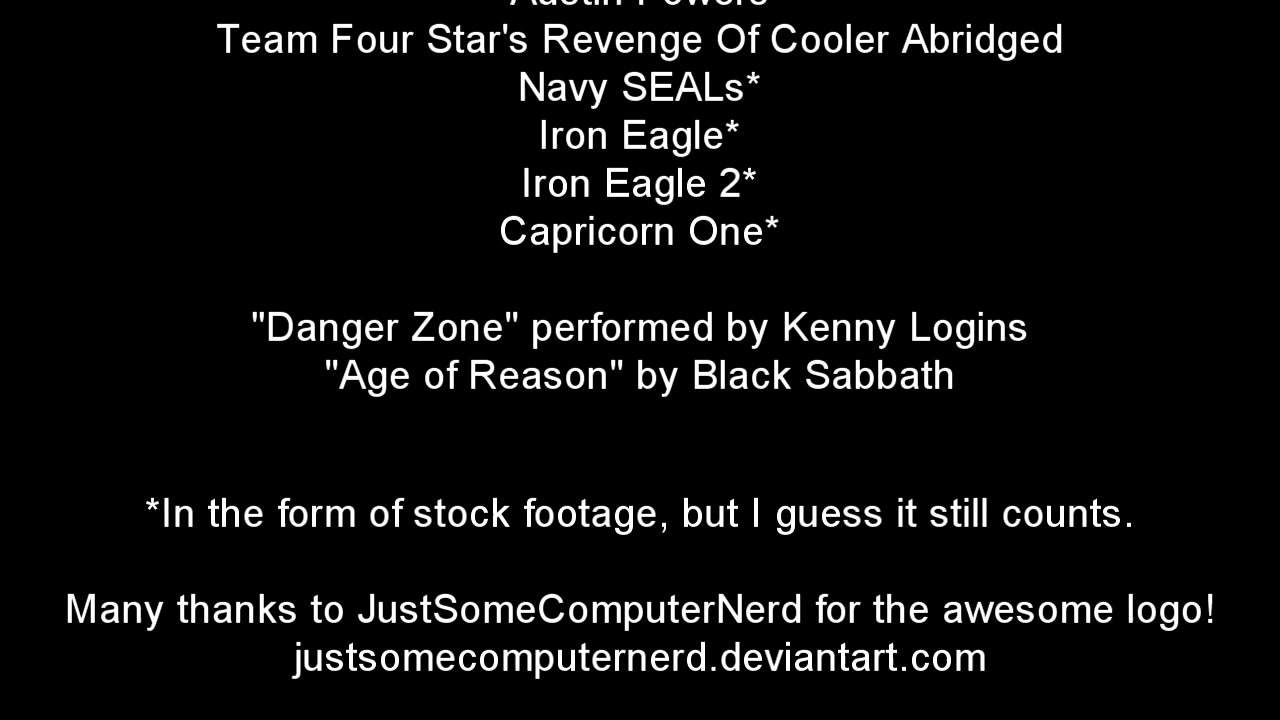 Austin Powers
Team Four Star's Revenge Of Cooler Abridged
Navy SEALs*
Iron Eagle*
Iron Eagle 2*
Capricorn One*
"Danger Zone" performed by Kenny Logins
"Age of Reason" by Black Sabbath
*In the form of stock footage, but I guess it still counts.
Many thanks to JustSomeComputerNerd for the awesome logo!
justsomecomputernerd.deviantart.com